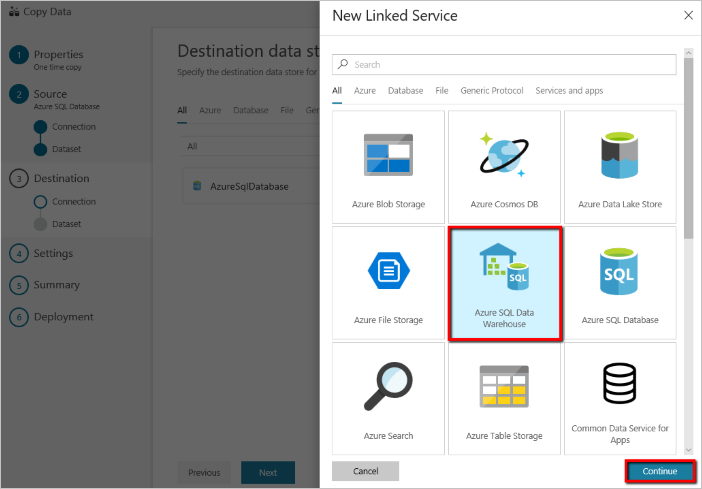 Copy Data
1
Properties
One time copy
2
Source
Azure SQL Database
Connection
Dataset
3
Destination
Connection
Dataset
4
Settings
5
Summary
6
Deployment
Destination data st
Specify the destination data store for
All Azure Database File Gen
All
AzureSqlDatabase
Previous Next
New Linked Service
Search
All Azure Database File Generic Protocol Services and apps
Azure Blob Storage
Azure Cosmos DB
Azure Data Lake Store
Azure File Storage
SQL
Azure SQL Data
Warehouse
SQL
Azure SQL Database
Azure Search
Azure Table Storage
Common Data Service for
Apps
Cancel Continue